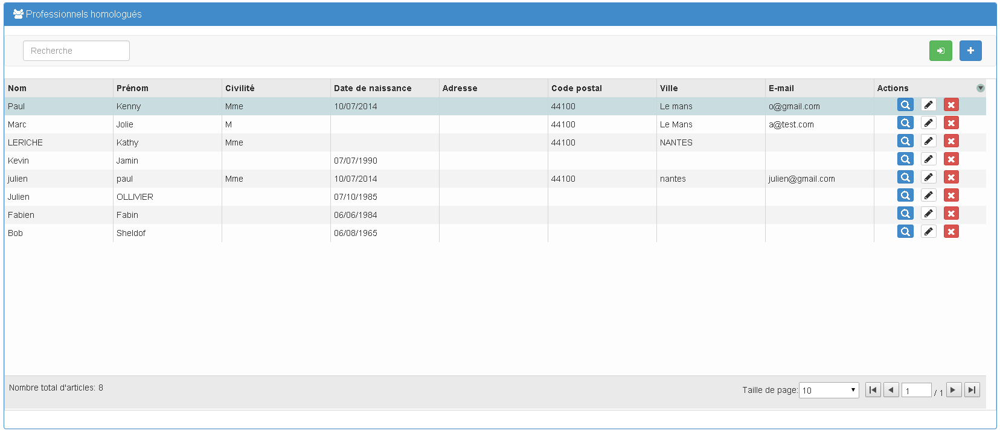 Professionnels homologués
Recherche
Nom Prénom Civilité Date de naissance Adresse Code postal Ville E-mail Actions
Paul Kenny Mme 10/07/2014 44100 Le mans o@gmail.com
Marc Jolie M 44100 Le Mans a@test.com
LERICHE Kathy Mme 44100 NANTES
Kevin Jamin 07/07/1990
julien paul Mme 10/07/2014 44100 nantes julien@gmail.com
Julien OLLIVIER 07/10/1985
Fabien Fabin 06/06/1984
Bob Sheldof 06/08/1965
Nombre total d'articles: 8 Taille de page: 10 1 / 1